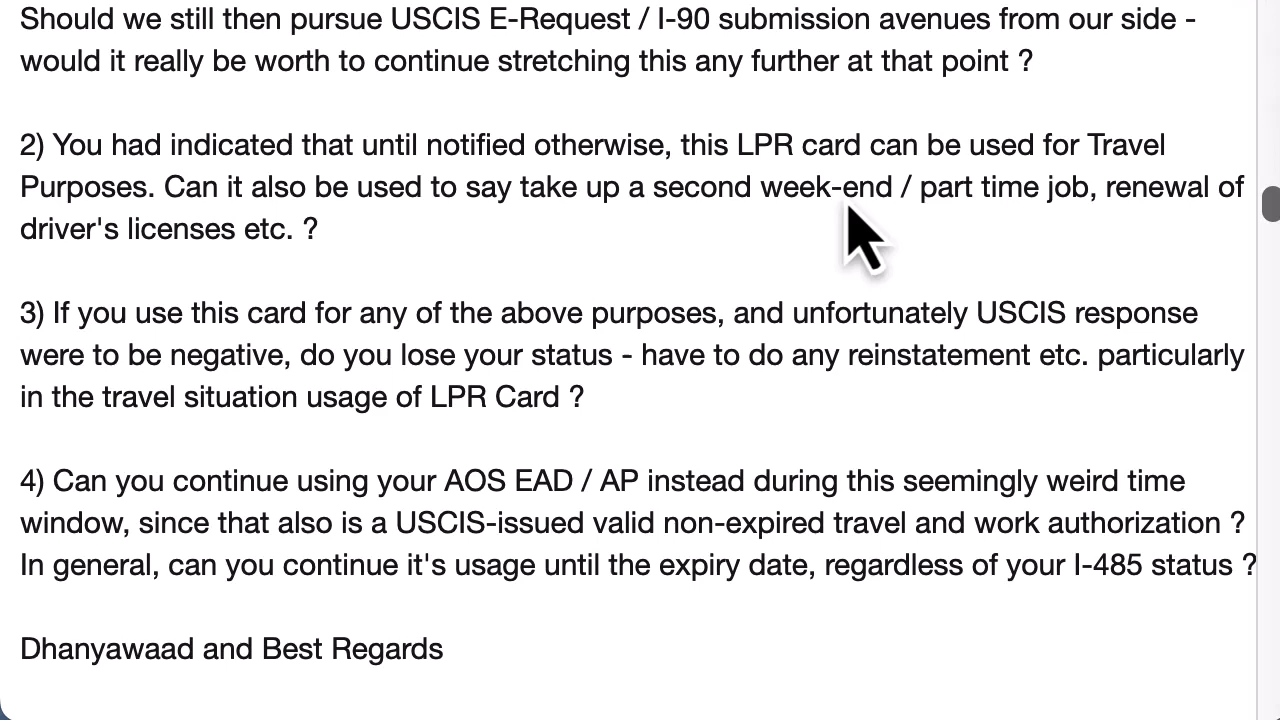 Should we still then pursue USCIS E-Request / I-90 submission avenues from our side -
would it really be worth to continue stretching this any further at that point ?
2) You had indicated that until notified otherwise, this LPR card can be used for Travel
Purposes. Can it also be used to say take up a second week-end / part time job, renewal of
driver's licenses etc. ?
3) If you use this card for any of the above purposes, and unfortunately USCIS response
were to be negative, do you lose your status - have to do any reinstatement etc. particularly
in the travel situation usage of LPR Card ?
4) Can you continue using your AOS EAD / AP instead during this seemingly weird time
window, since that also is a USCIS-issued valid non-expired travel and work authorization ?
In general, can you continue it's usage until the expiry date, regardless of your I-485 status ?
Dhanyawaad and Best Regards